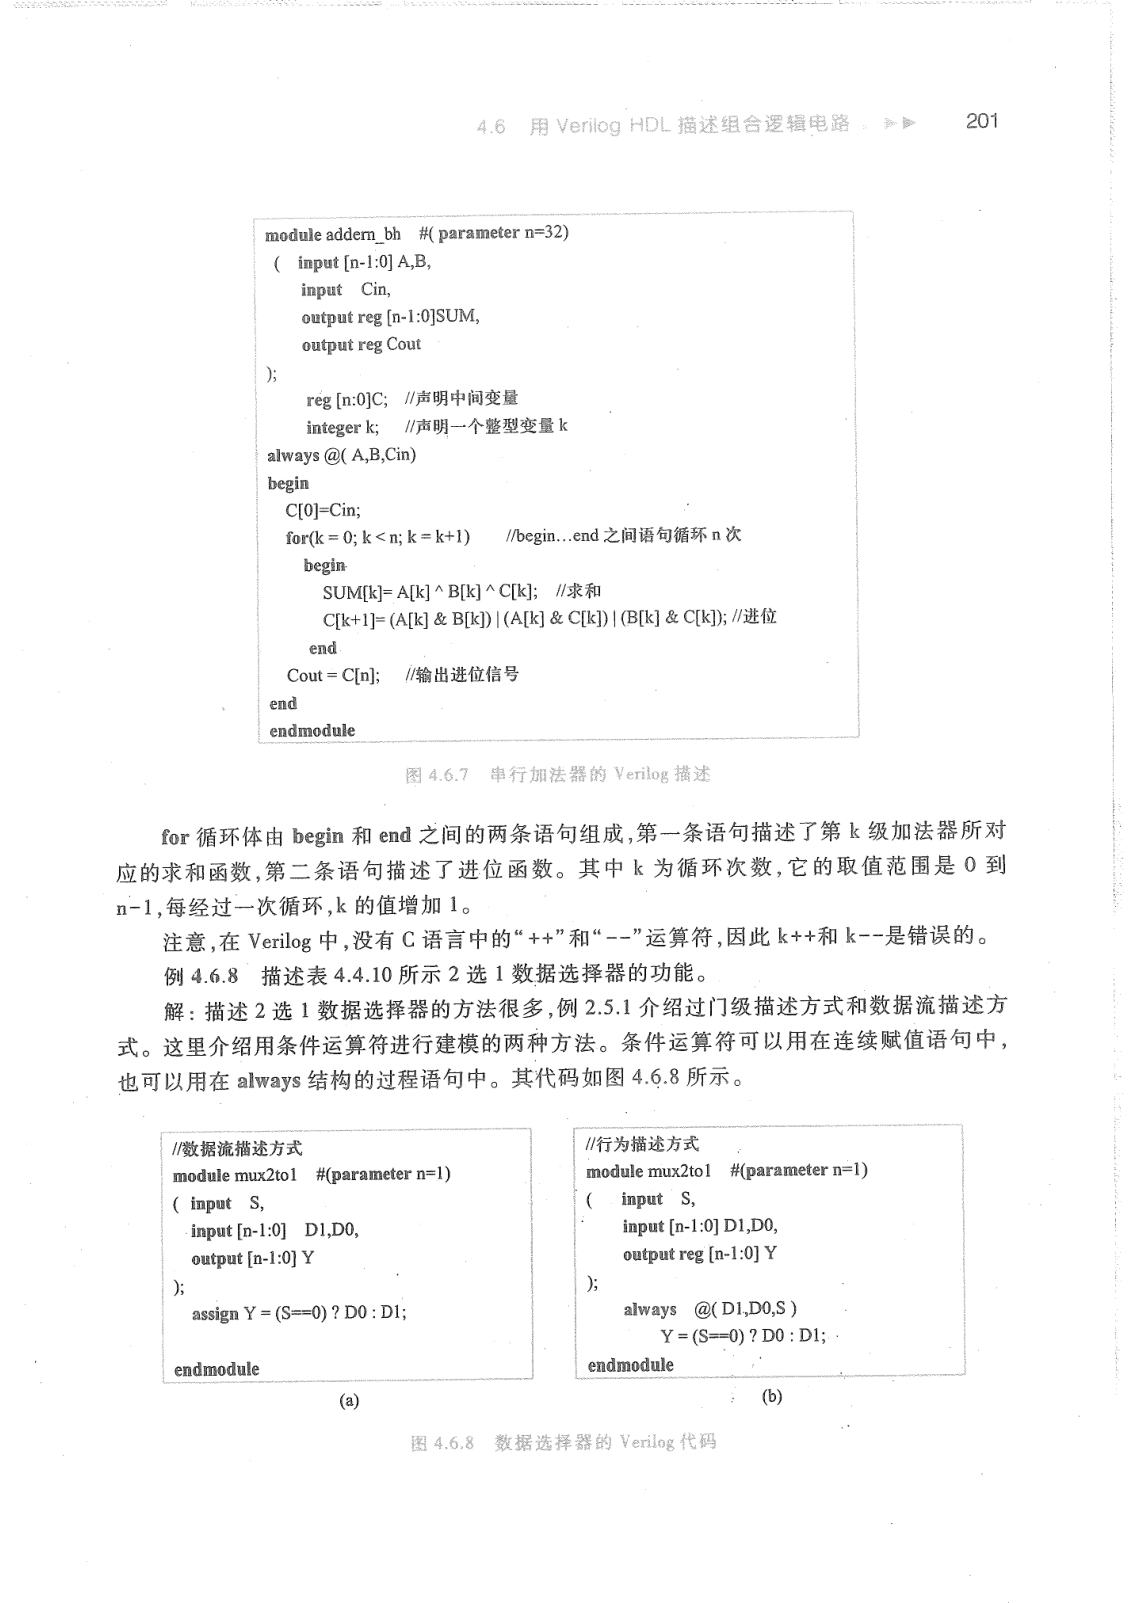 4.6 用 Verilog HDL 描述组合逻辑电路 201
module addern_bh #( parameter n=32)
( input [n-1:0] A,B,
input Cin,
output reg [n-1:0]SUM,
output reg Cout
);
reg [n:0]C; //声明中间变量
integer k; //声明一个整型变量 k
always @( A,B,Cin)
begin
C[0]=Cin;
for(k = 0; k < n; k = k+1) //begin…end 之间语句循环 n 次
begin
SUM[k]= A[k] ^ B[k] ^ C[k]; //求和
C[k+1]= (A[k] & B[k]) | (A[k] & C[k]) | (B[k] & C[k]); //进位
end
Cout = C[n]; //输出进位信号
end
endmodule
图 4.6.7 串行加法器的 Verilog 描述
for 循环体由 begin 和 end 之间的两条语句组成,第一条语句描述了第 k 级加法器所对
应的求和函数,第二条语句描述了进位函数。其中 k 为循环次数,它的取值范围是 0 到
n-1,每经过一次循环,k 的值增加 1。
注意,在 Verilog 中,没有 C 语言中的“++”和“--”运算符,因此 k++和 k--是错误的。
例 4.6.8 描述表 4.4.10 所示 2 选 1 数据选择器的功能。
解：描述 2 选 1 数据选择器的方法很多,例 2.5.1 介绍过门级描述方式和数据流描述方
式。这里介绍用条件运算符进行建模的两种方法。条件运算符可以用在连续赋值语句中,
也可以用在 always 结构的过程语句中。其代码如图 4.6.8 所示。
//数据流描述方式
module mux2to1 #(parameter n=1)
( input S,
input [n-1:0] D1,D0,
output [n-1:0] Y
);
assign Y = (S==0) ? D0 : D1;
endmodule
(a)
//行为描述方式
module mux2to1 #(parameter n=1)
( input S,
input [n-1:0] D1,D0,
output reg [n-1:0] Y
);
always @( D1,D0,S )
Y = (S==0) ? D0 : D1;
endmodule
(b)
图 4.6.8 数据选择器的 Verilog 代码